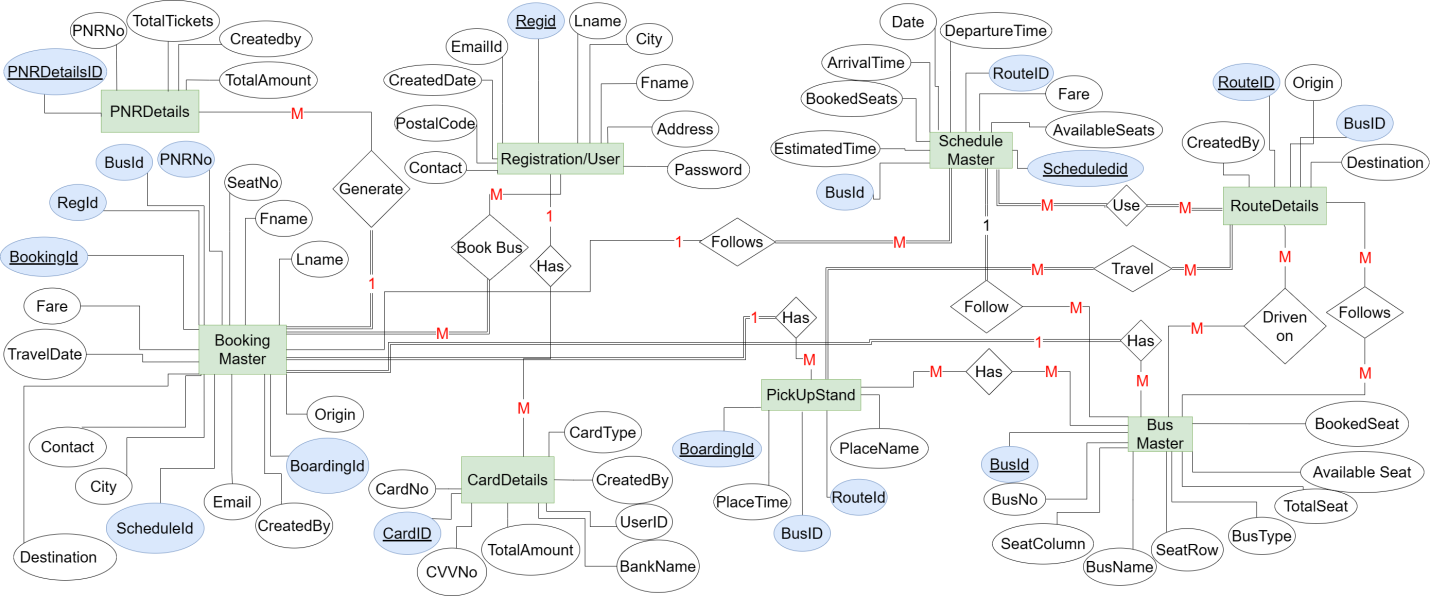 TotalTickets
PNRNo
Createdby
PNRDetailsID
TotalAmount
PNRDetails
M
Generate
1
Regid
Lname
City
EmailId
CreatedDate
Fname
PostalCode
Address
Contact
Password
Registration/User
M
1
Book Bus
Has
M
M
Date
DepartureTime
ArrivalTime
RouteID
BookedSeats
Fare
AvailableSeats
EstimatedTime
Scheduledid
BusId
Schedule
Master
M
Use
M
1
RouteID
Origin
BusID
CreatedBy
Destination
RouteDetails
1
Follows
M
M
Travel
M
M
M
Follow
M
Driven
on
M
Follows
M
BusId
PNRNo
SeatNo
RegId
Fname
BookingId
Lname
Fare
TravelDate
Booking
Master
Origin
Contact
BoardingId
City
Email
CreatedBy
ScheduleId
Destination
1
Has
M
1
Has
M
M
Has
M
PickUpStand
BoardingId
PlaceName
PlaceTime
RouteId
BusID
CardType
CardNo
CreatedBy
CardDetails
CardID
UserID
TotalAmount
CVVNo
BankName
Bus
Master
BookedSeat
BusId
Available Seat
BusNo
TotalSeat
SeatColumn
BusType
SeatRow
BusName